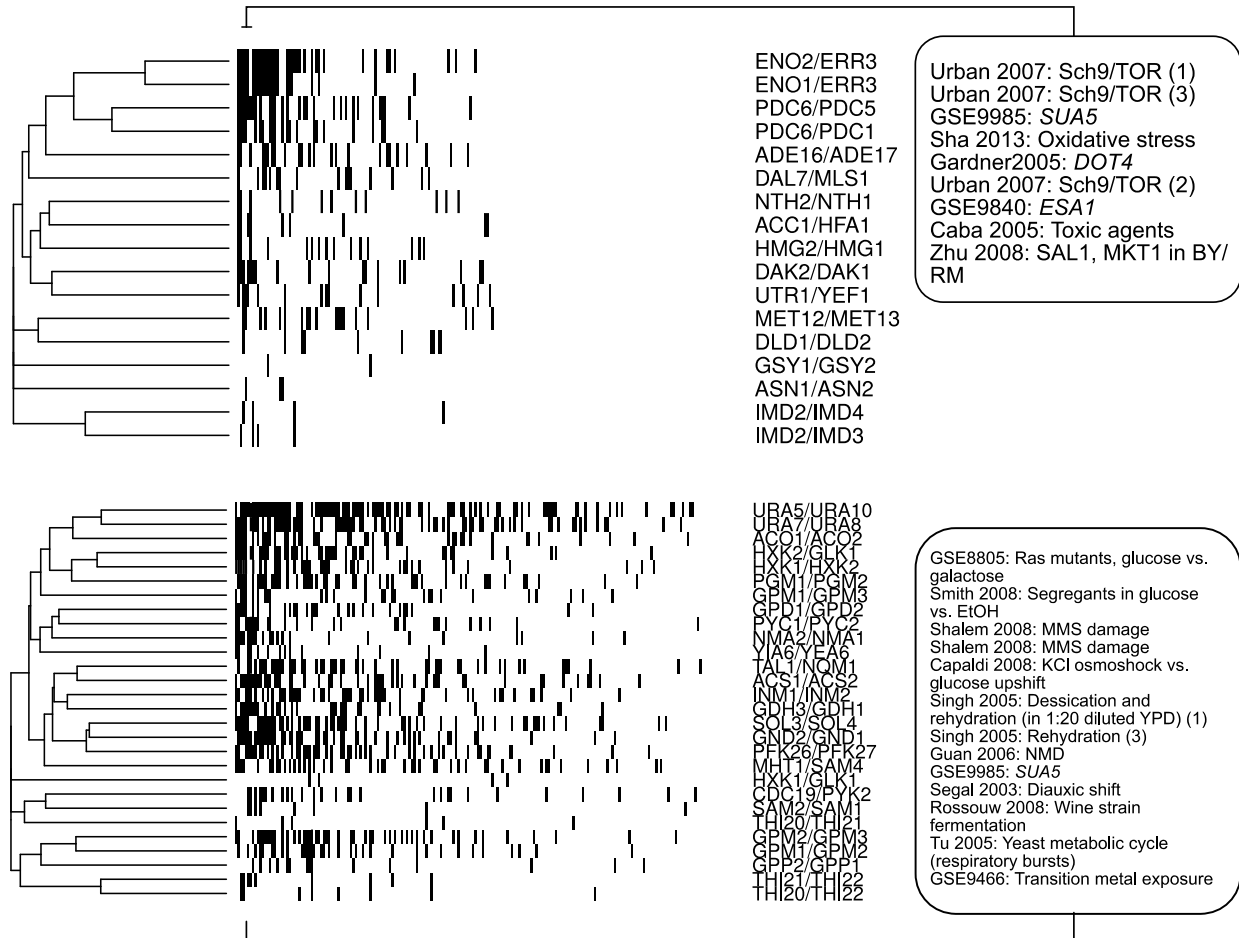 ENO2/ERR3
ENO1/ERR3
PDC6/PDC5
PDC6/PDC1
ADE16/ADE17
DAL7/MLS1
NTH2/NTH1
ACC1/HFA1
HMG2/HMG1
DAK2/DAK1
UTR1/YEF1
MET12/MET13
DLD1/DLD2
GSY1/GSY2
ASN1/ASN2
IMD2/IMD4
IMD2/IMD3
Urban 2007: Sch9/TOR (1)
Urban 2007: Sch9/TOR (3)
GSE9985: SUA5
Sha 2013: Oxidative stress
Gardner2005: DOT4
Urban 2007: Sch9/TOR (2)
GSE9840: ESA1
Caba 2005: Toxic agents
Zhu 2008: SAL1, MKT1 in BY/
RM
URA5/URA10
URA7/URA8
ACO1/ACO2
HXK2/GLK1
HXK1/HXK2
PGM1/PGM2
GPM1/GPM3
GPD1/GPD2
PYC1/PYC2
NMA2/NMA1
YIA6/YEA6
TAL1/NQM1
ACS1/ACS2
INM1/INM2
GDH3/GDH1
SOL3/SOL4
GND2/GND1
PFK26/PFK27
MHT1/SAM4
HXK1/GLK1
CDC19/PYK2
SAM2/SAM1
THI20/THI21
GPM2/GPM3
GPM1/GPM2
GPP2/GPP1
THI21/THI22
THI20/THI22
GSE8805: Ras mutants, glucose vs.
galactose
Smith 2008: Segregants in glucose
vs. EtOH
Shalem 2008: MMS damage
Shalem 2008: MMS damage
Capaldi 2008: KCl osmoshock vs.
glucose upshift
Singh 2005: Dessication and
rehydration (in 1:20 diluted YPD) (1)
Singh 2005: Rehydration (3)
Guan 2006: NMD
GSE9985: SUA5
Segal 2003: Diauxic shift
Rossouw 2008: Wine strain
fermentation
Tu 2005: Yeast metabolic cycle
(respiratory bursts)
GSE9466: Transition metal exposure